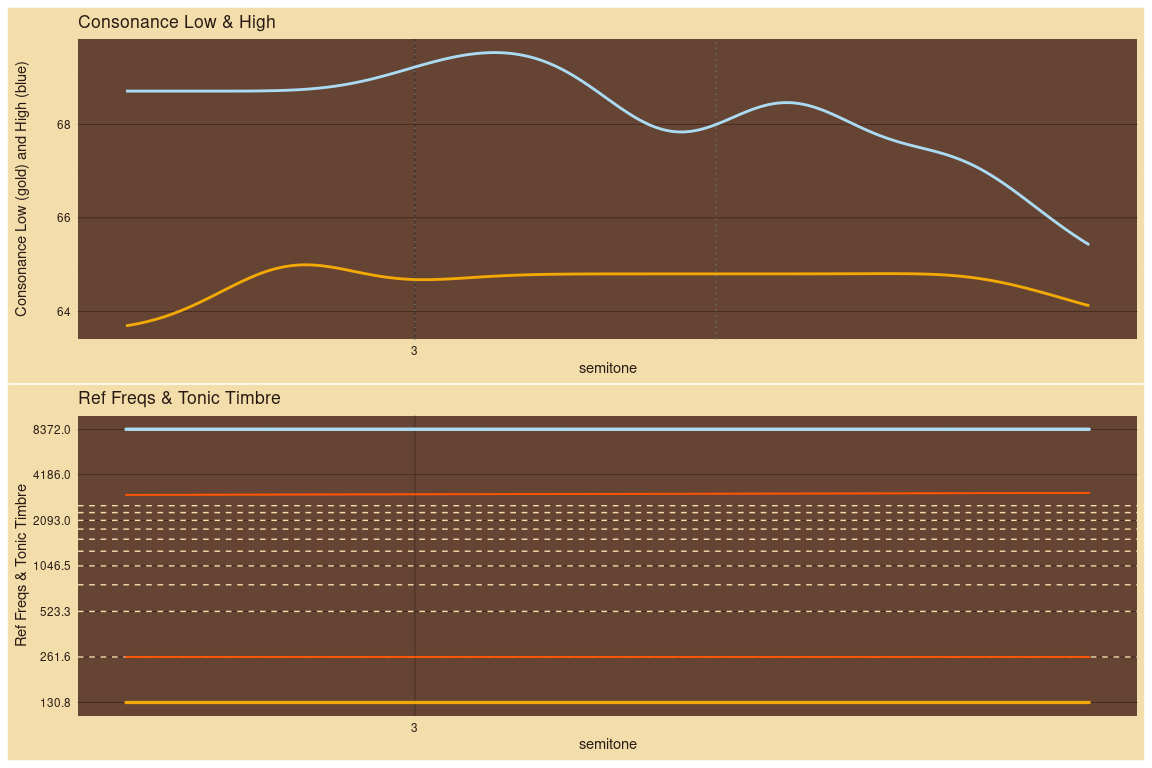 Consonance Low & High
Consonance Low (gold) and High (blue)
68
66
64
3
semitone
Ref Freqs & Tonic Timbre
Ref Freqs & Tonic Timbre
8372.0
4186.0
2093.0
1046.5
523.3
261.6
130.8
3
semitone